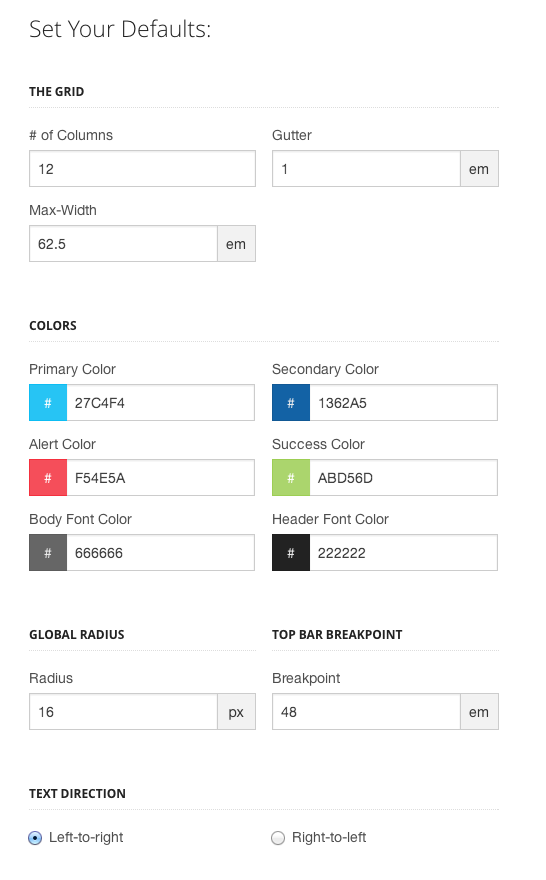 Set Your Defaults:
THE GRID
# of Columns Gutter
12 1 em
Max-Width
62.5 em
COLORS
Primary Color Secondary Color
# 27C4F4 # 1362A5
Alert Color Success Color
# F54E5A # ABD56D
Body Font Color Header Font Color
# 666666 # 222222
GLOBAL RADIUS TOP BAR BREAKPOINT
Radius Breakpoint
16 px 48 em
TEXT DIRECTION
Left-to-right Right-to-left